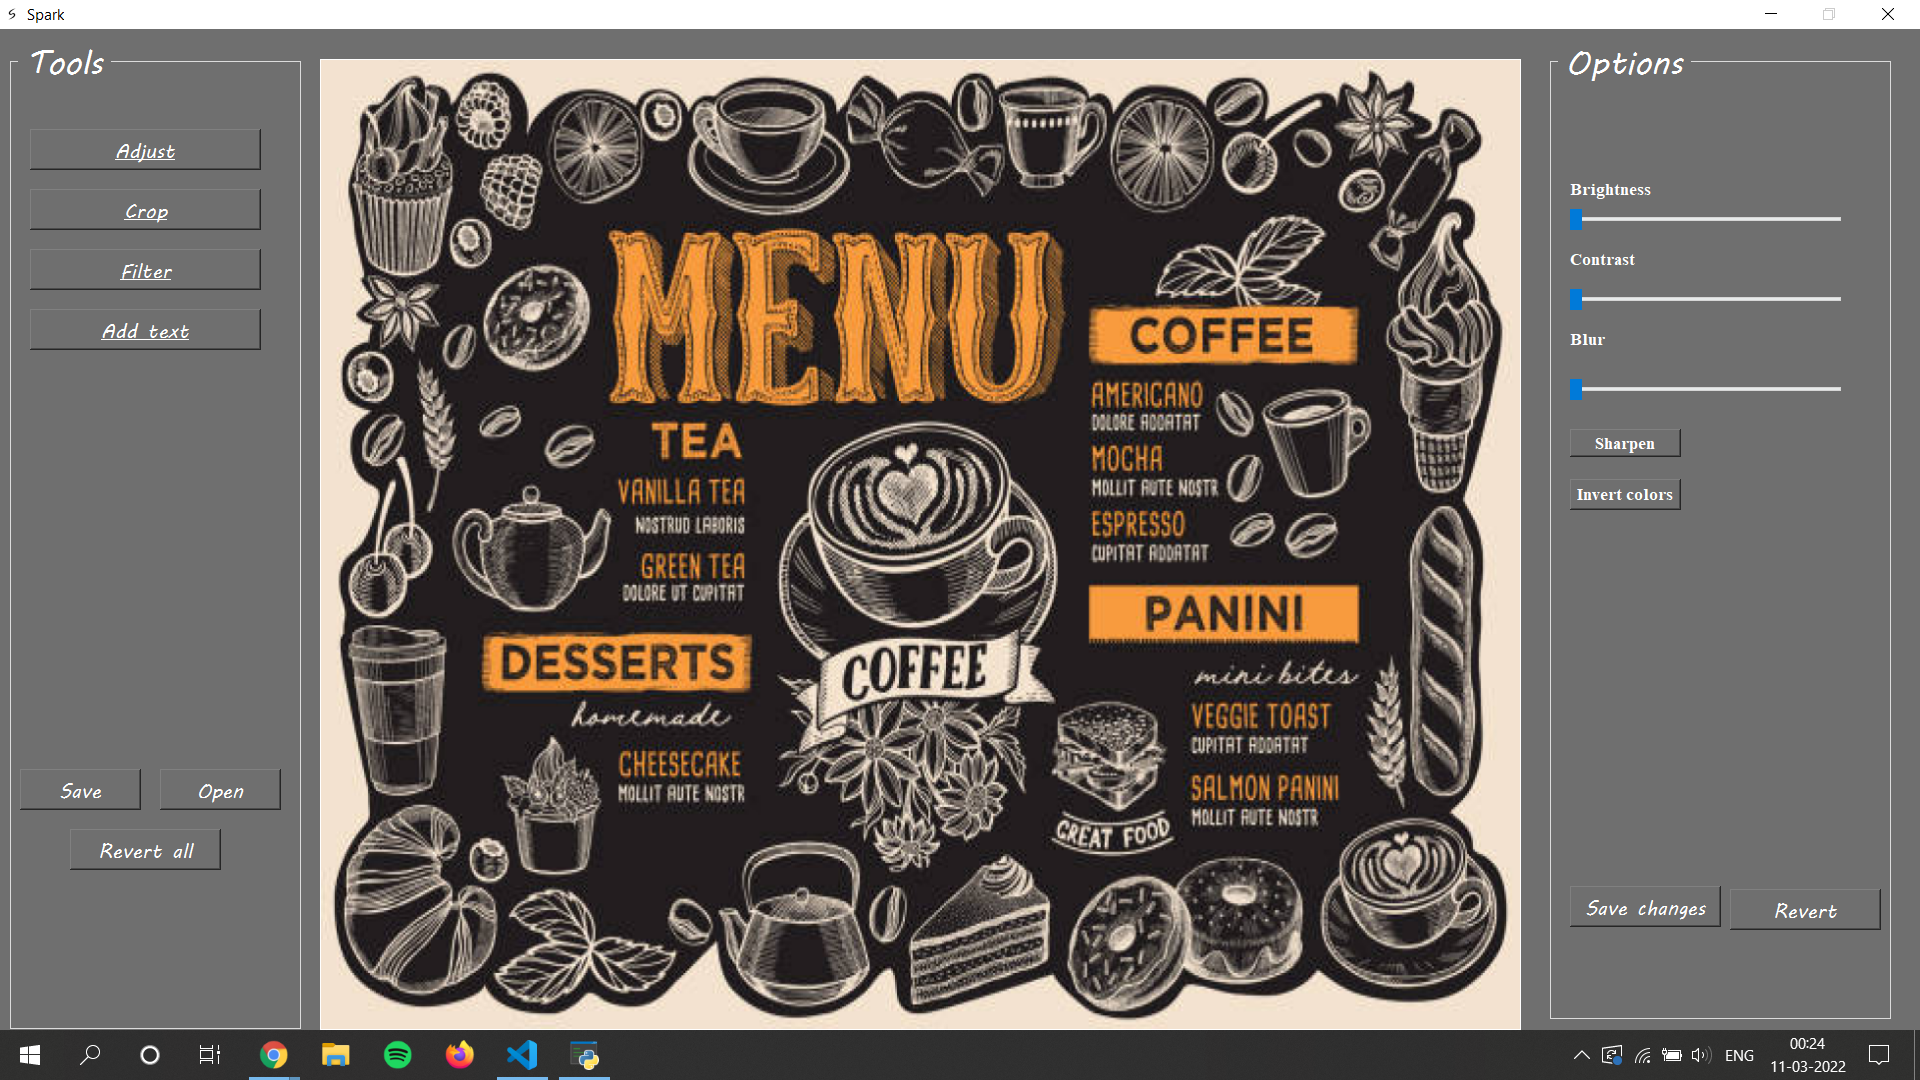 Spark
Tools
Adjust
Crop
Filter
Add text
Save
Open
Revert all
MENU
TEA
VANILLA TEA
NOSTRUD LABORIS
GREEN TEA
DOLORE UT CUPITAT
DESSERTS
homemade
CHEESECAKE
MOLLIT AUTE NOSTR
COFFEE
COFFEE
AMERICANO
DOLORE ADDATAT
MOCHA
MOLLIT AUTE NOSTR
ESPRESSO
CUPITAT ADDATAT
PANINI
mini bites
VEGGIE TOAST
CUPITAT ADDATAT
SALMON PANINI
MOLLIT AUTE NOSTR
GREAT FOOD
Options
Brightness
Contrast
Blur
Sharpen
Invert colors
Save changes
Revert
ENG
00:24
11-03-2022